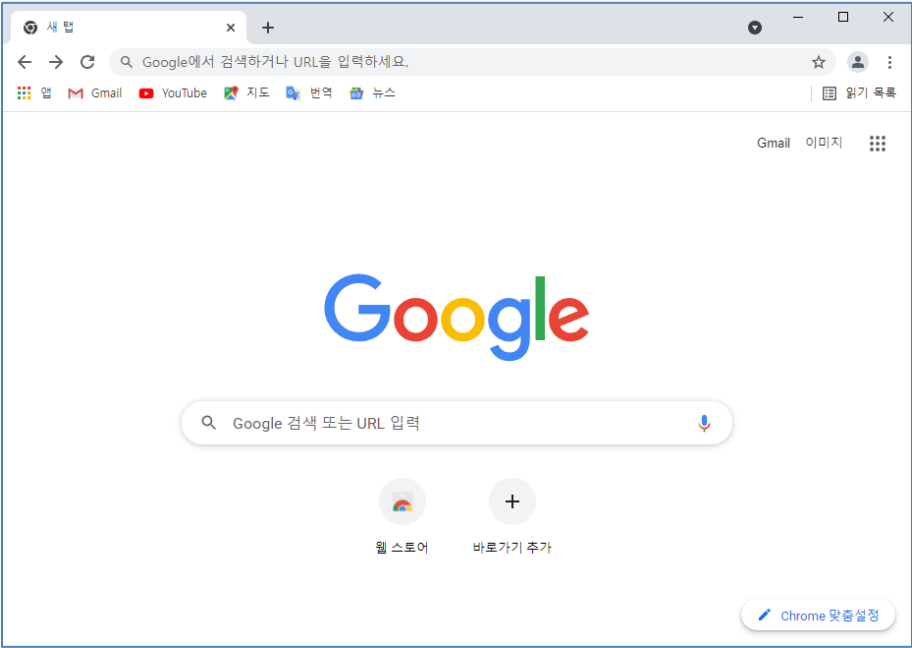 새 탭
Google에서 검색하거나 URL을 입력하세요.
앱 Gmail YouTube 지도 번역 뉴스 읽기 목록
Gmail 이미지
Google
Google 검색 또는 URL 입력
웹 스토어 바로가기 추가
Chrome 맞춤설정